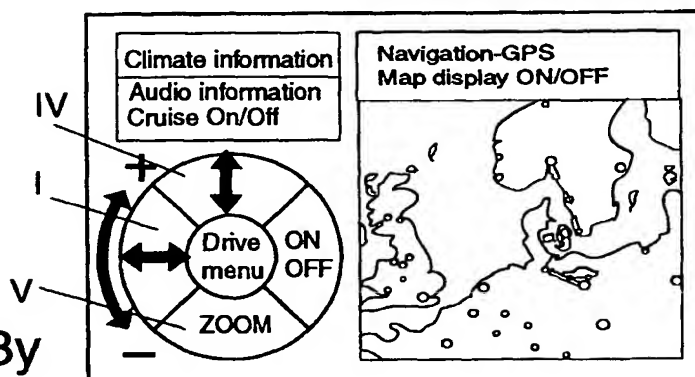 Climate information
Audio information
Cruise On/Off
Navigation-GPS
Map display ON/OFF
IV
+
I
Drive
menu
ON
OFF
V
ZOOM
By
−